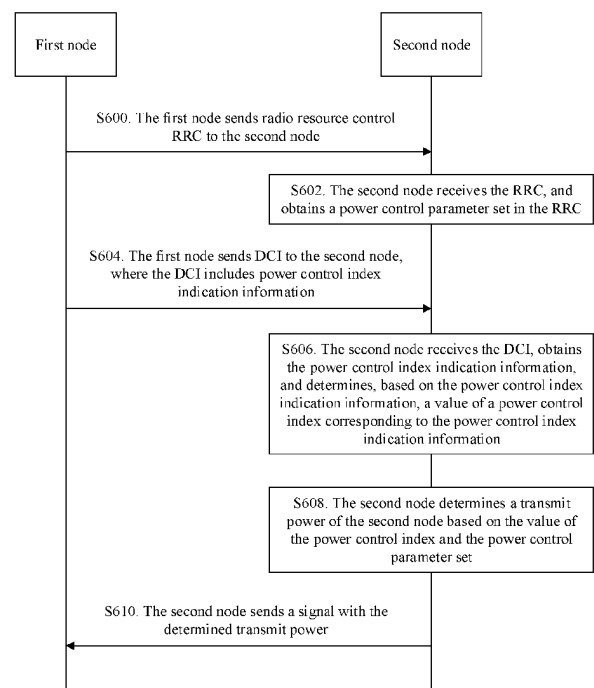 First node
Second node
S600. The first node sends radio resource control
RRC to the second node
S602. The second node receives the RRC, and
obtains a power control parameter set in the RRC
S604. The first node sends DCI to the second node,
where the DCI includes power control index
indication information
S606. The second node receives the DCI, obtains
the power control index indication information,
and determines, based on the power control index
indication information, a value of a power control
index corresponding to the power control index
indication information
S608. The second node determines a transmit
power of the second node based on the value of
the power control index and the power control
parameter set
S610. The second node sends a signal with the
determined transmit power